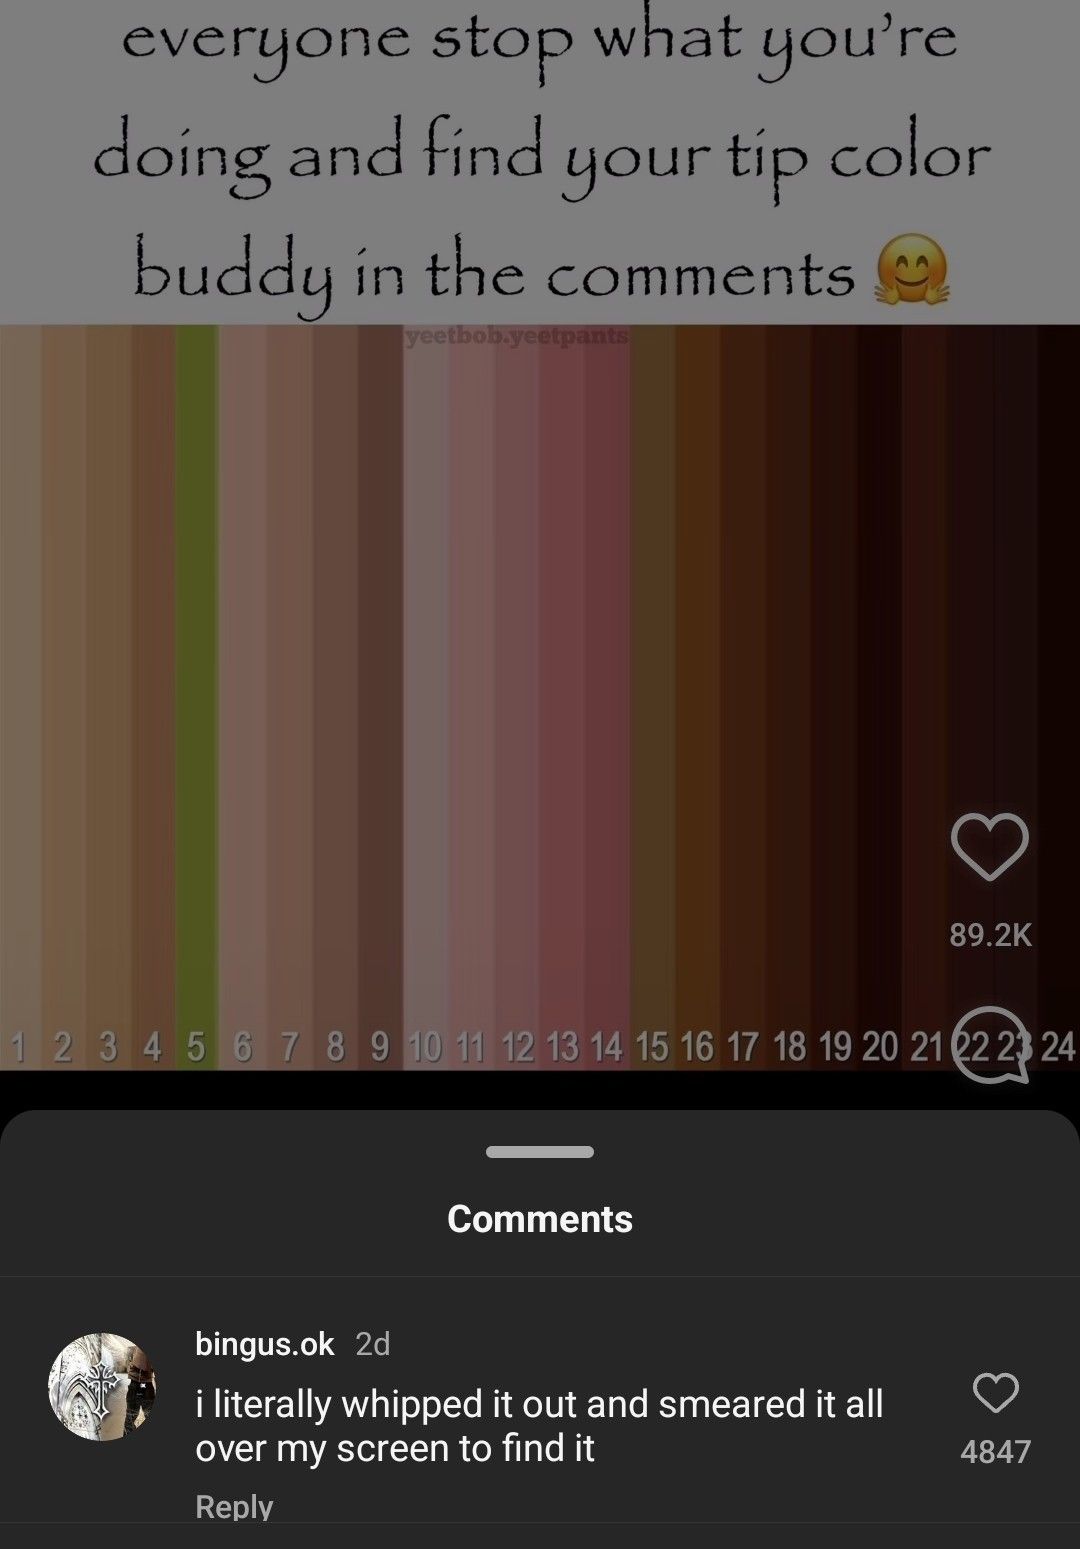 everyone stop what you're
doing and find your tip color
buddy in the comments 🤗
yeetbob.yeetpants
89.2K
1 2 3 4 5 6 7 8 9 10 11 12 13 14 15 16 17 18 19 20 21 22 23 24
Comments
bingus.ok 2d
i literally whipped it out and smeared it all
over my screen to find it
4847
Reply